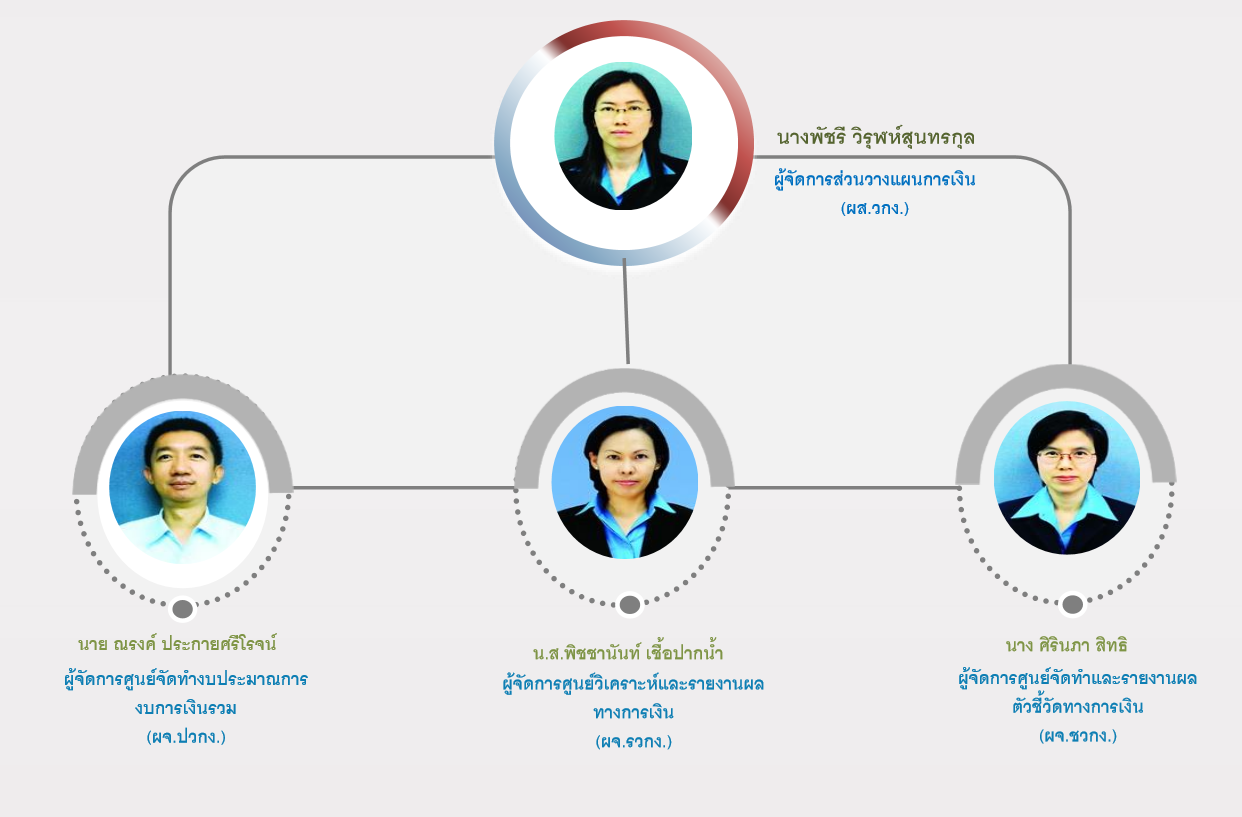 นางพัชรี วิรุฬห์สุนทรกุล
ผู้จัดการส่วนวางแผนการเงิน
(ผส.วกง.)
นาย ณรงค์ ประกายศรีโรจน์
ผู้จัดการศูนย์จัดทำงบประมาณการ
งบการเงินรวม
(ผจ.ปวกง.)
น.ส.พิชชานันท์ เชื้อปากน้ำ
ผู้จัดการศูนย์วิเคราะห์และรายงานผล
ทางการเงิน
(ผจ.รวกง.)
นาง ศิรินภา สิทธิ
ผู้จัดการศูนย์จัดทำและรายงานผล
ตัวชี้วัดทางการเงิน
(ผจ.ชวกง.)